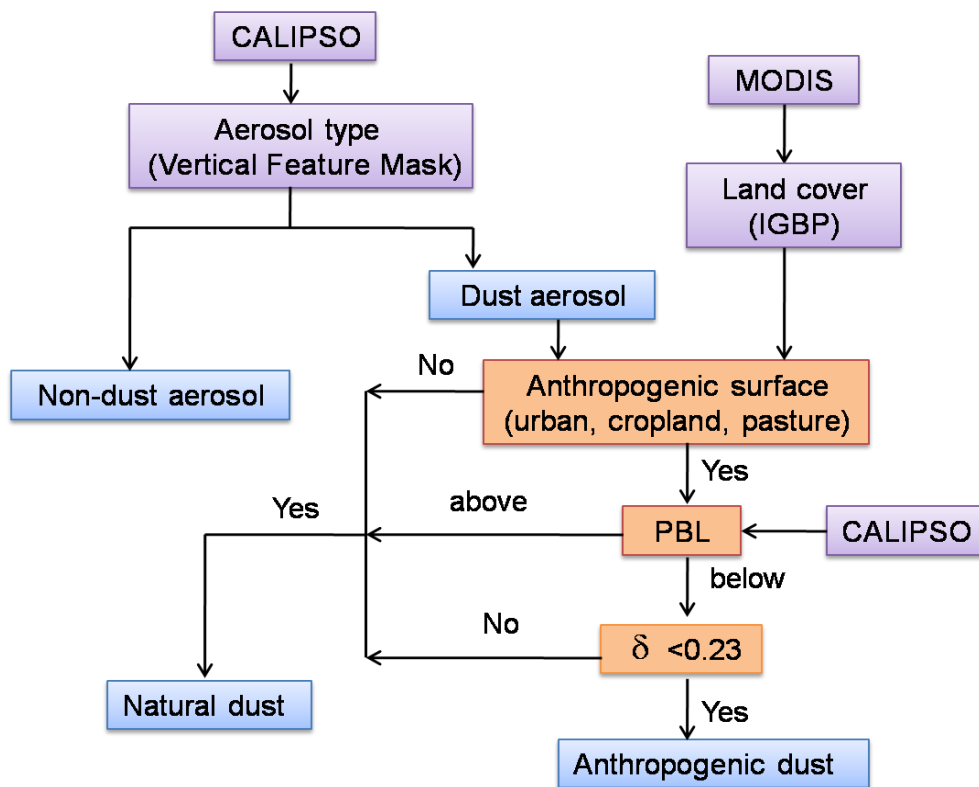 CALIPSO
MODIS
Aerosol type
(Vertical Feature Mask)
Land cover
(IGBP)
Dust aerosol
Non-dust aerosol
No
Anthropogenic surface
(urban, cropland, pasture)
Yes
Yes
above
PBL
CALIPSO
below
No
δ <0.23
Natural dust
Yes
Anthropogenic dust